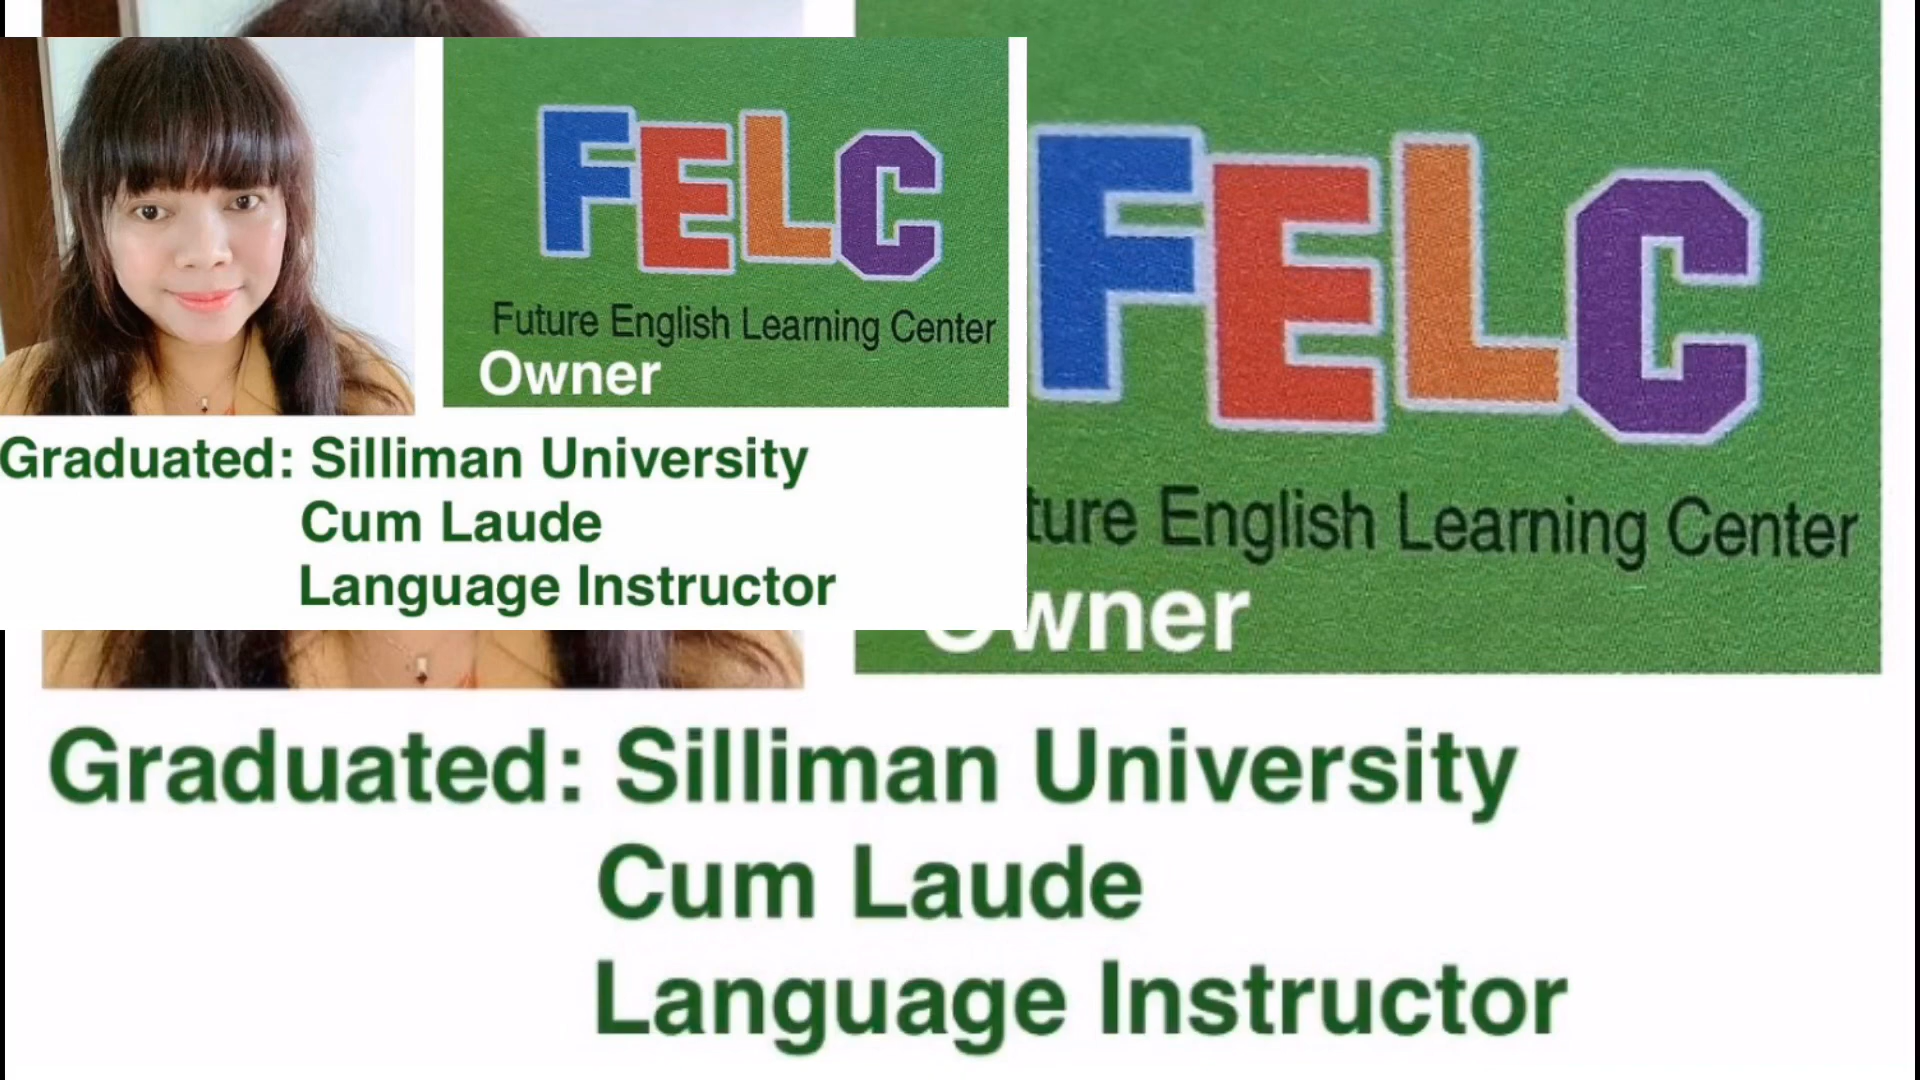 FELC
Future English Learning Center
Owner
Graduated: Silliman University
Cum Laude
Language Instructor
FELC
ture English Learning Center
Owner
Graduated: Silliman University
Cum Laude
Language Instructor